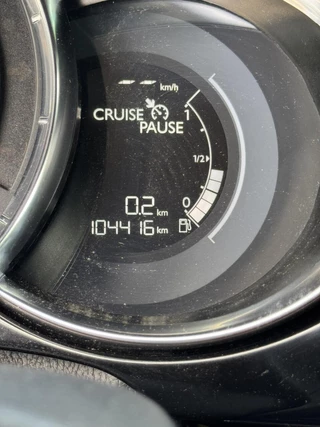 -- km/h
CRUISE 1
PAUSE
1/2
0.2 km 0
104416 km